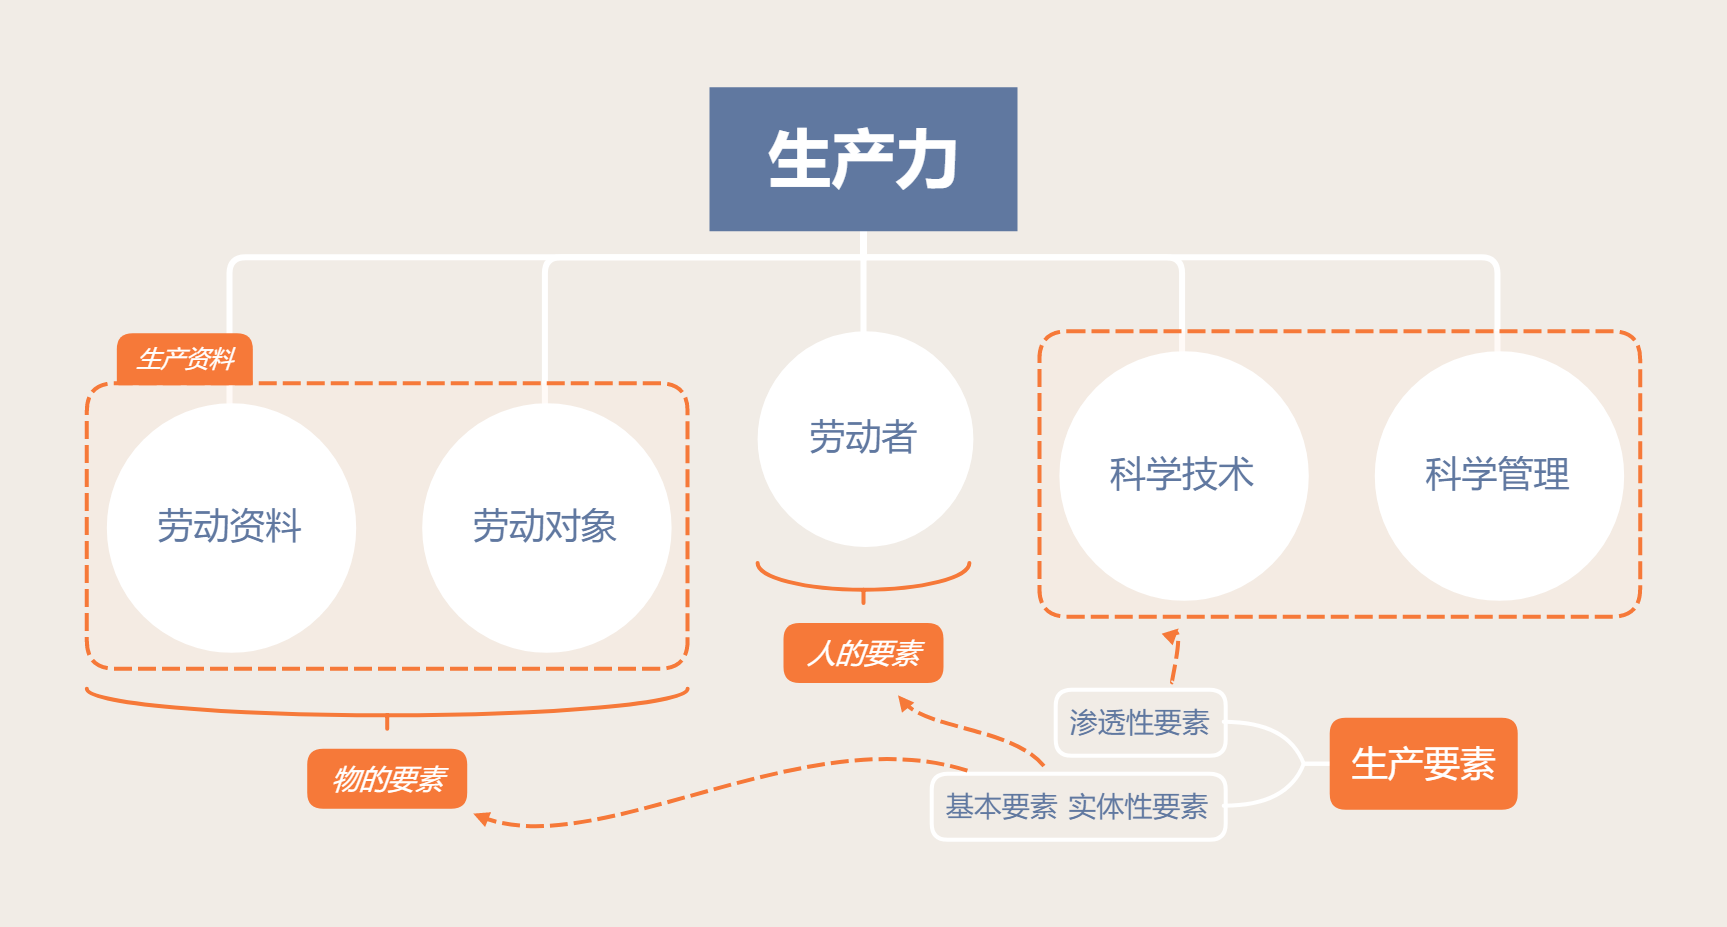 生产力
生产资料
劳动资料
劳动对象
劳动者
科学技术
科学管理
人的要素
物的要素
渗透性要素
基本要素 实体性要素
生产要素